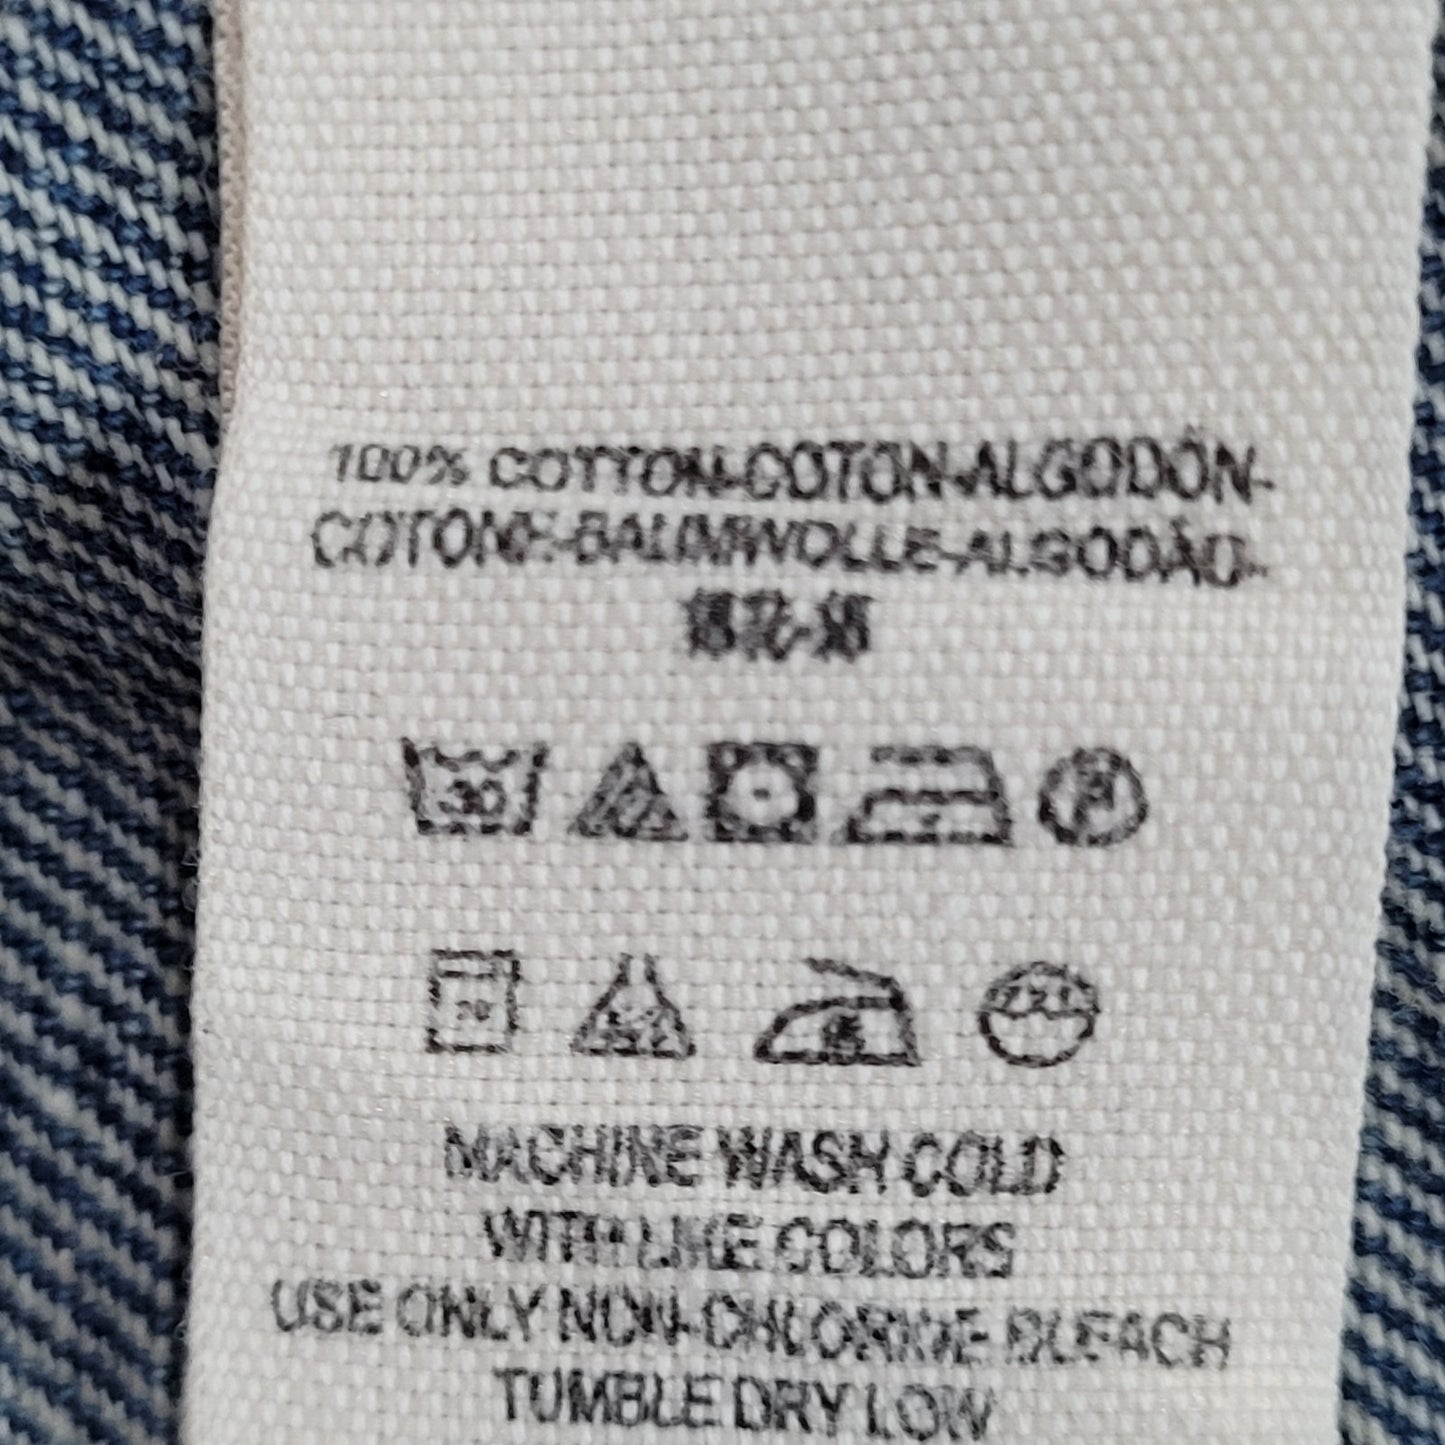 100% COTTON-COTON-ALGODÓN-
COTONE-BAUMWOLLE-ALGODÃO-
30
MACHINE WASH COLD
WITH LIKE COLORS
USE ONLY NON-CHLORINE BLEACH
TUMBLE DRY LOW